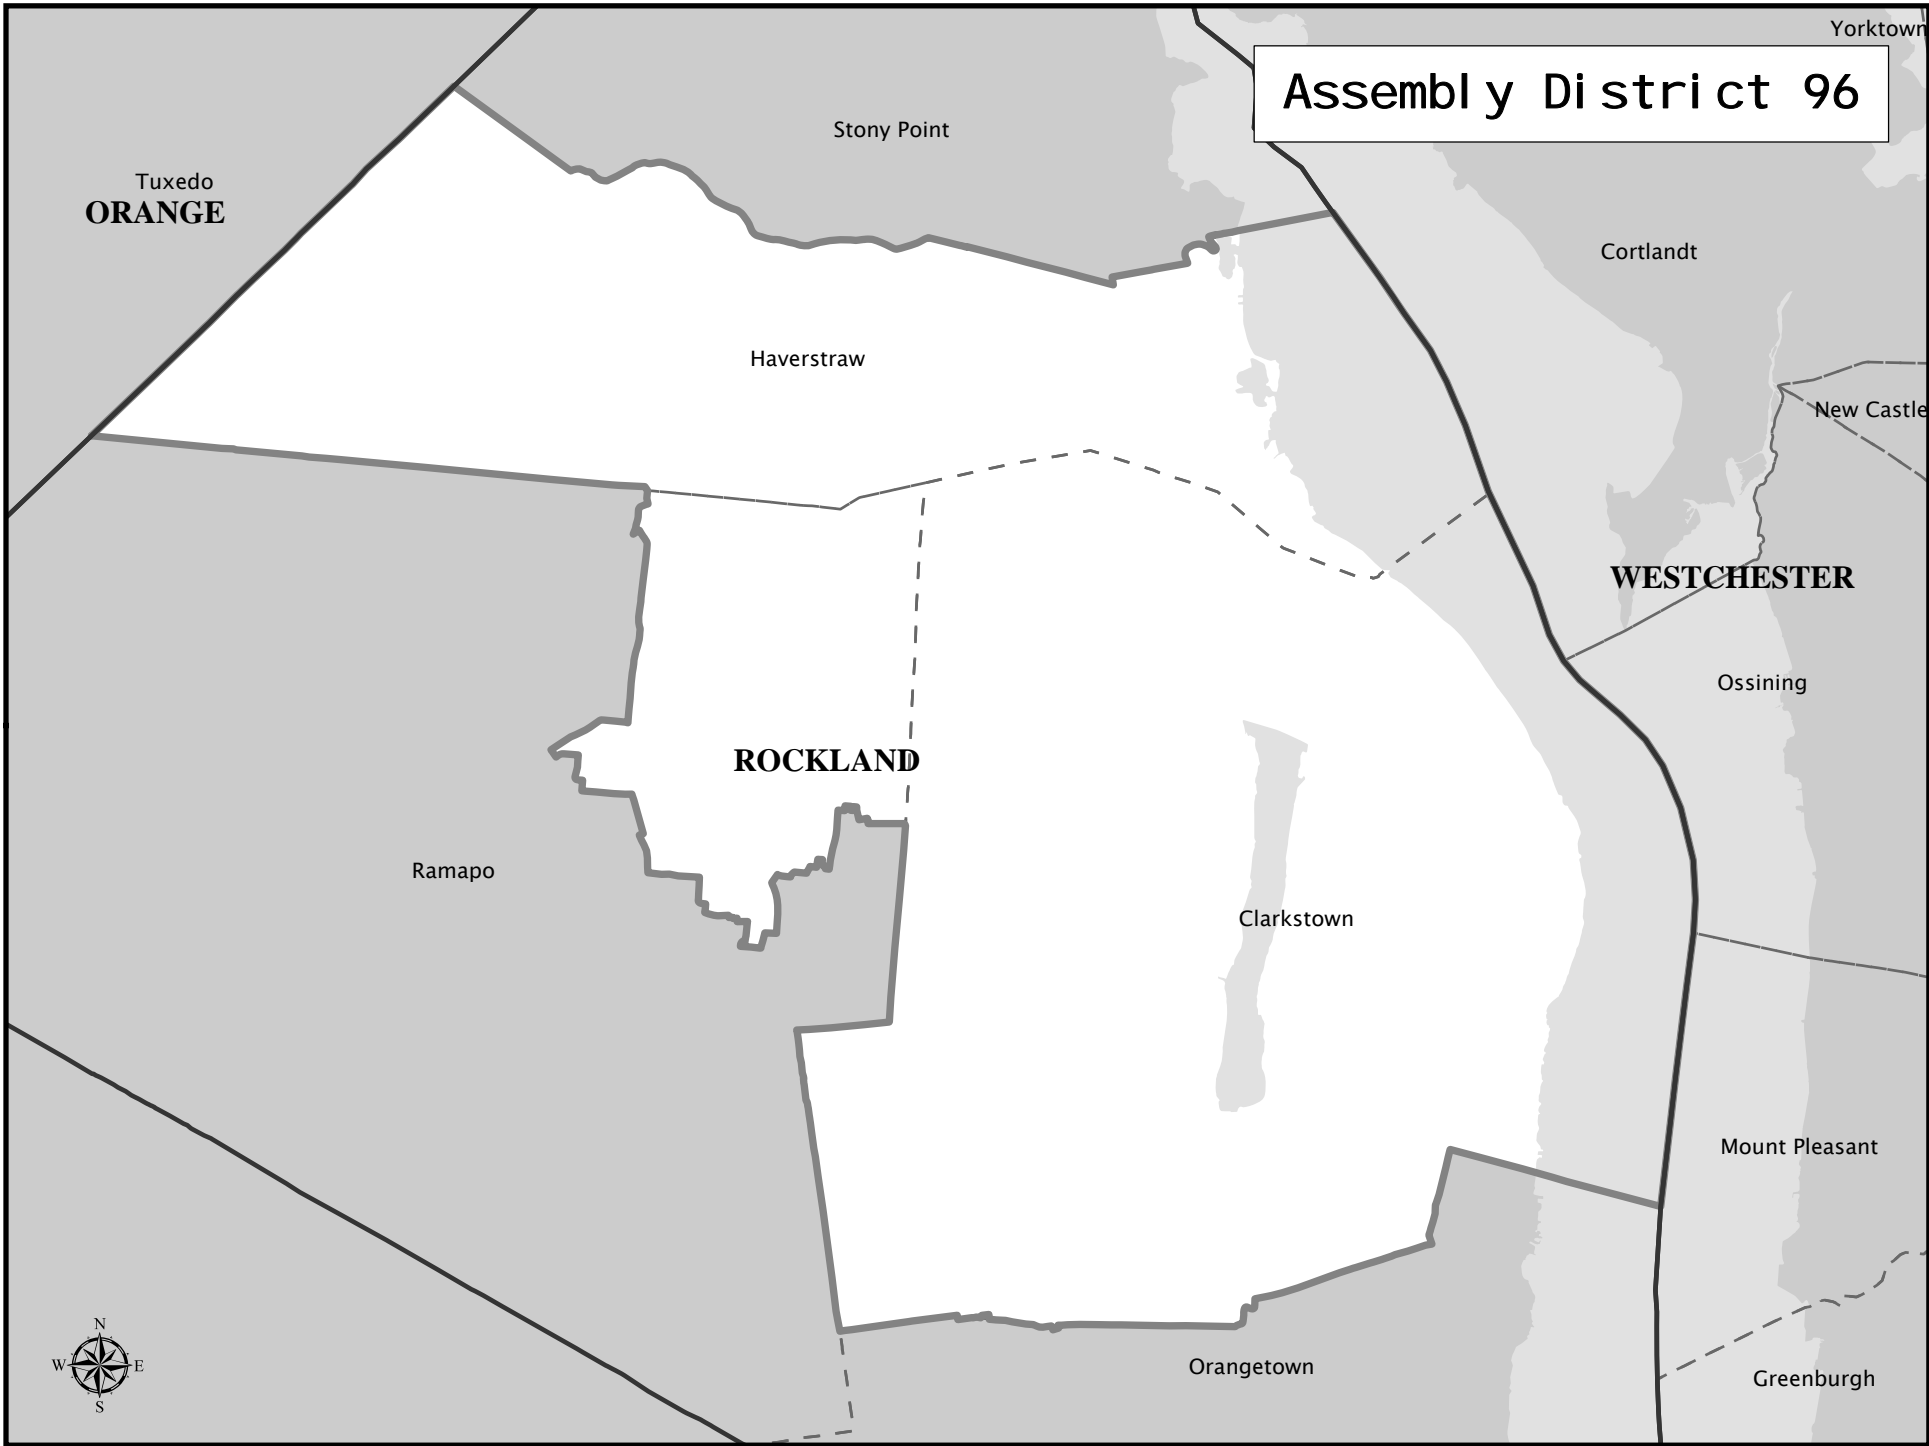 Yorktown
Assembly District 96
Stony Point
Tuxedo
ORANGE
Cortlandt
Haverstraw
New Castle
WESTCHESTER
Ossining
ROCKLAND
Ramapo
Clarkstown
Mount Pleasant
N
W E
S
Orangetown
Greenburgh